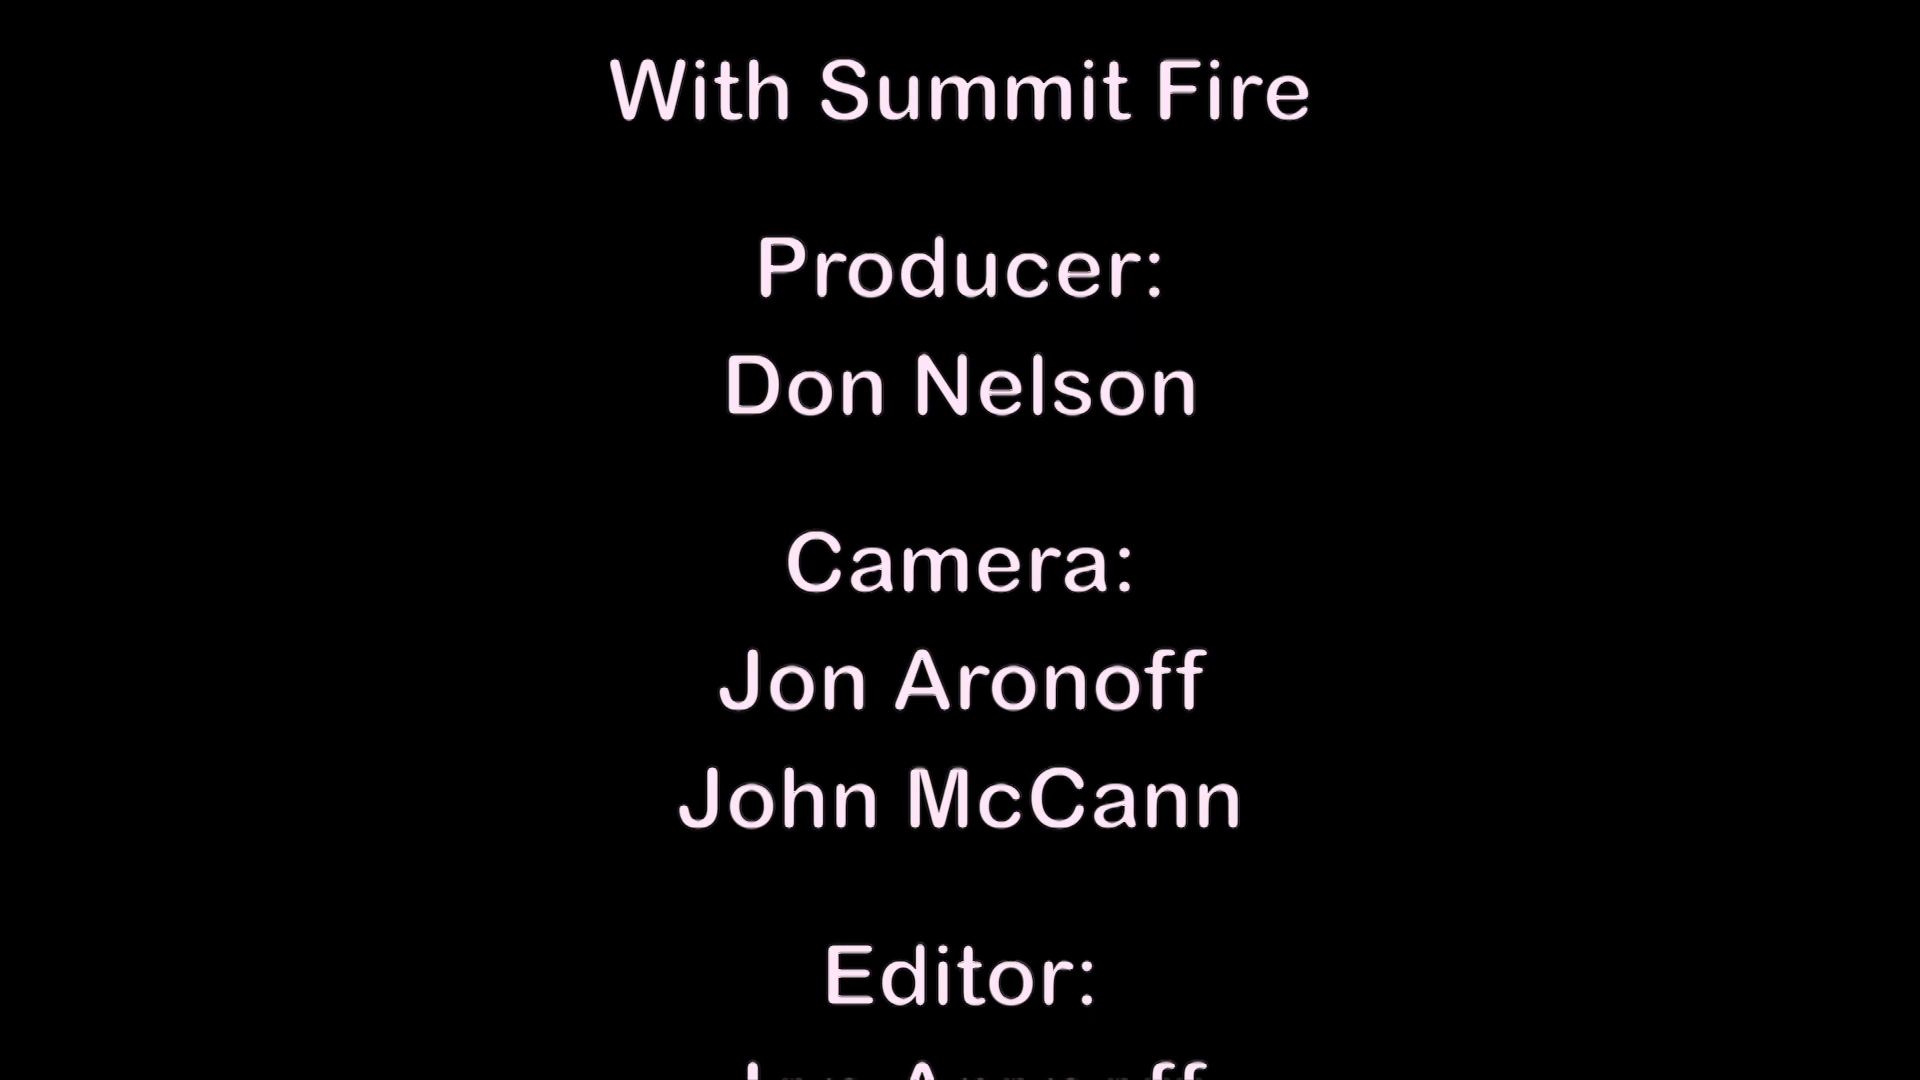 With Summit Fire
Producer:
Don Nelson
Camera:
Jon Aronoff
John McCann
Editor: